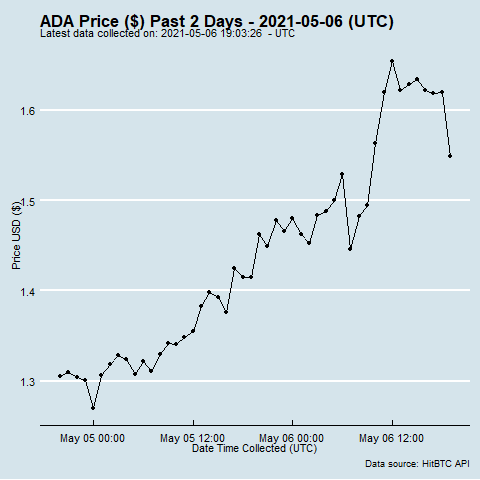 ADA Price ($) Past 2 Days - 2021-05-06 (UTC)
Latest data collected on: 2021-05-06 19:03:26 - UTC
1.6
1.5
1.4
1.3
Price USD ($)
May 05 00:00 May 05 12:00 May 06 00:00 May 06 12:00
Date Time Collected (UTC)
Data source: HitBTC API